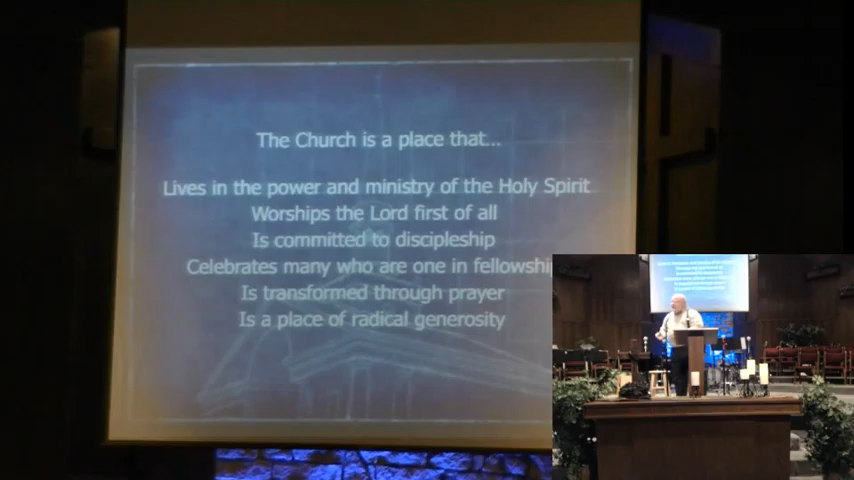 The Church is a place that...
Lives in the power and ministry of the Holy Spirit
Worships the Lord first of all
Is committed to discipleship
Celebrates many who are one in fellowship
Is transformed through prayer
Is a place of radical generosity